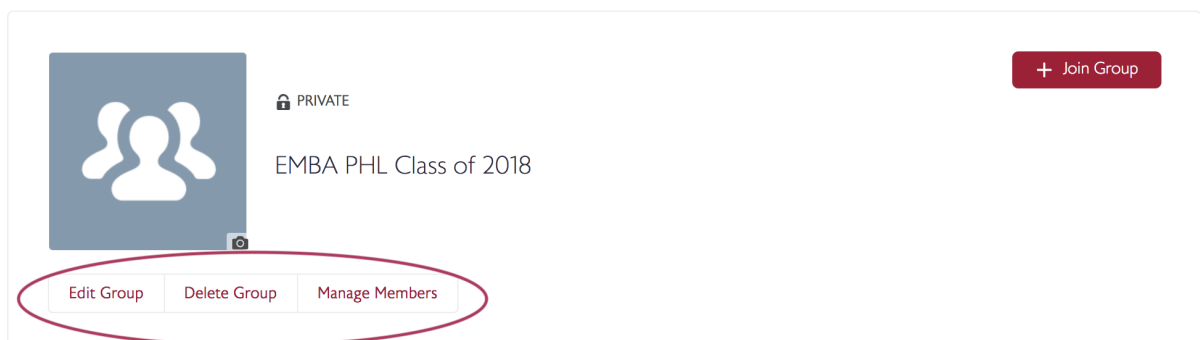 + Join Group
PRIVATE
EMBA PHL Class of 2018
Edit Group Delete Group Manage Members